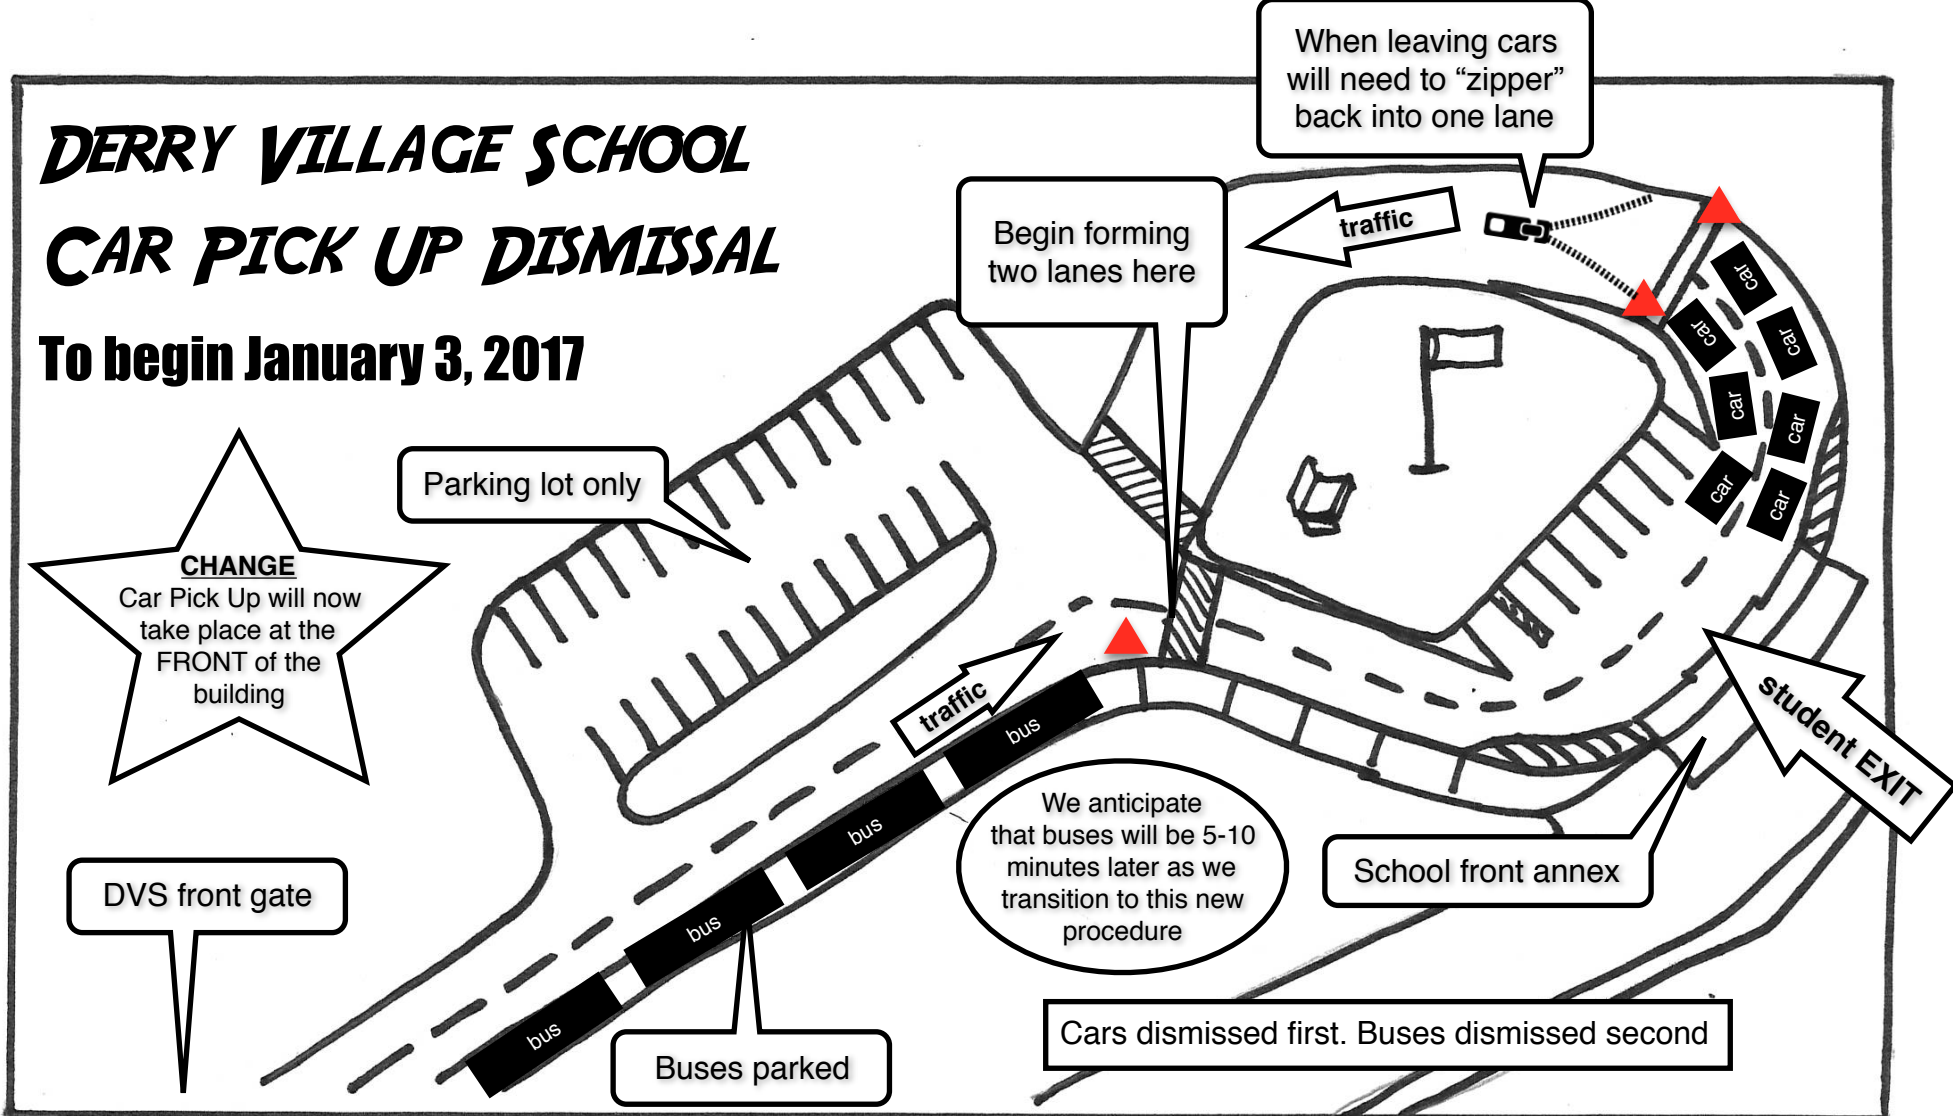 DERRY VILLAGE SCHOOL
CAR PICK UP DISMISSAL
To begin January 3, 2017
When leaving cars
will need to “zipper”
back into one lane
Begin forming
two lanes here
traffic
car
car
car
car
car
car
car
Parking lot only
CHANGE
Car Pick Up will now
take place at the
FRONT of the
building
traffic
student EXIT
bus
bus
bus
bus
We anticipate
that buses will be 5-10
minutes later as we
transition to this new
procedure
School front annex
DVS front gate
Buses parked
Cars dismissed first. Buses dismissed second